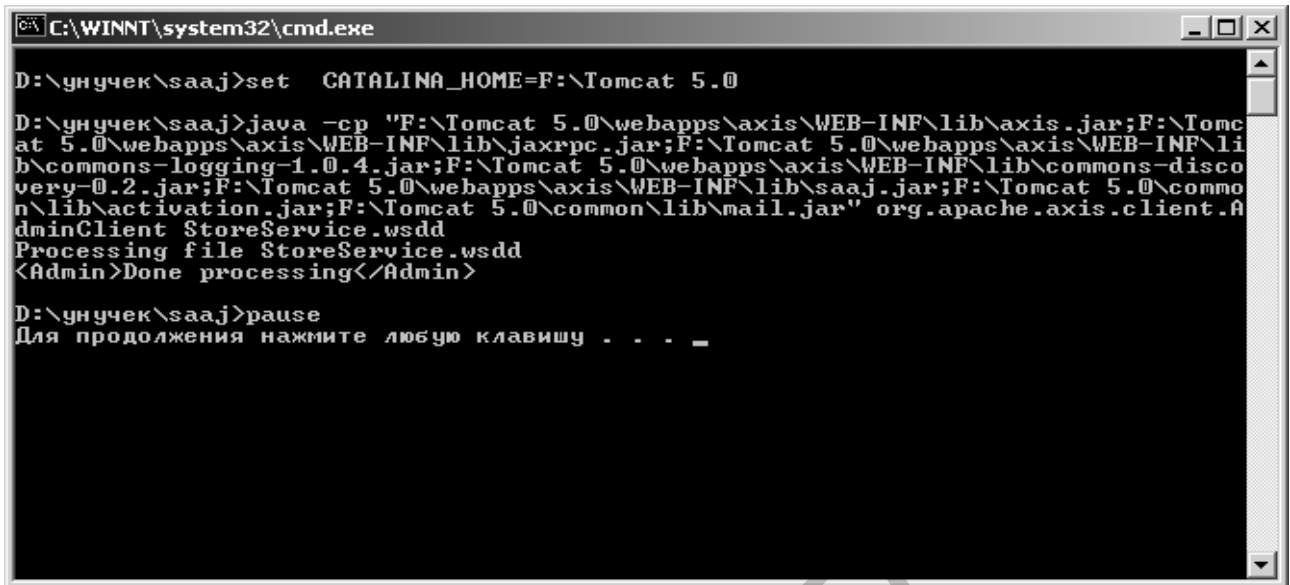 C:\WINNT\system32\cmd.exe
D:\унучек\saaj>set  CATALINA_HOME=F:\Tomcat 5.0
D:\унучек\saaj>java -cp "F:\Tomcat 5.0\webapps\axis\WEB-INF\lib\axis.jar;F:\Tomc
at 5.0\webapps\axis\WEB-INF\lib\jaxrpc.jar;F:\Tomcat 5.0\webapps\axis\WEB-INF\li
b\commons-logging-1.0.4.jar;F:\Tomcat 5.0\webapps\axis\WEB-INF\lib\commons-disco
very-0.2.jar;F:\Tomcat 5.0\webapps\axis\WEB-INF\lib\saaj.jar;F:\Tomcat 5.0\commo
n\lib\activation.jar;F:\Tomcat 5.0\common\lib\mail.jar" org.apache.axis.client.A
dminClient StoreService.wsdd
Processing file StoreService.wsdd
<Admin>Done processing</Admin>
D:\унучек\saaj>pause
Для продолжения нажмите любую клавишу . . . _